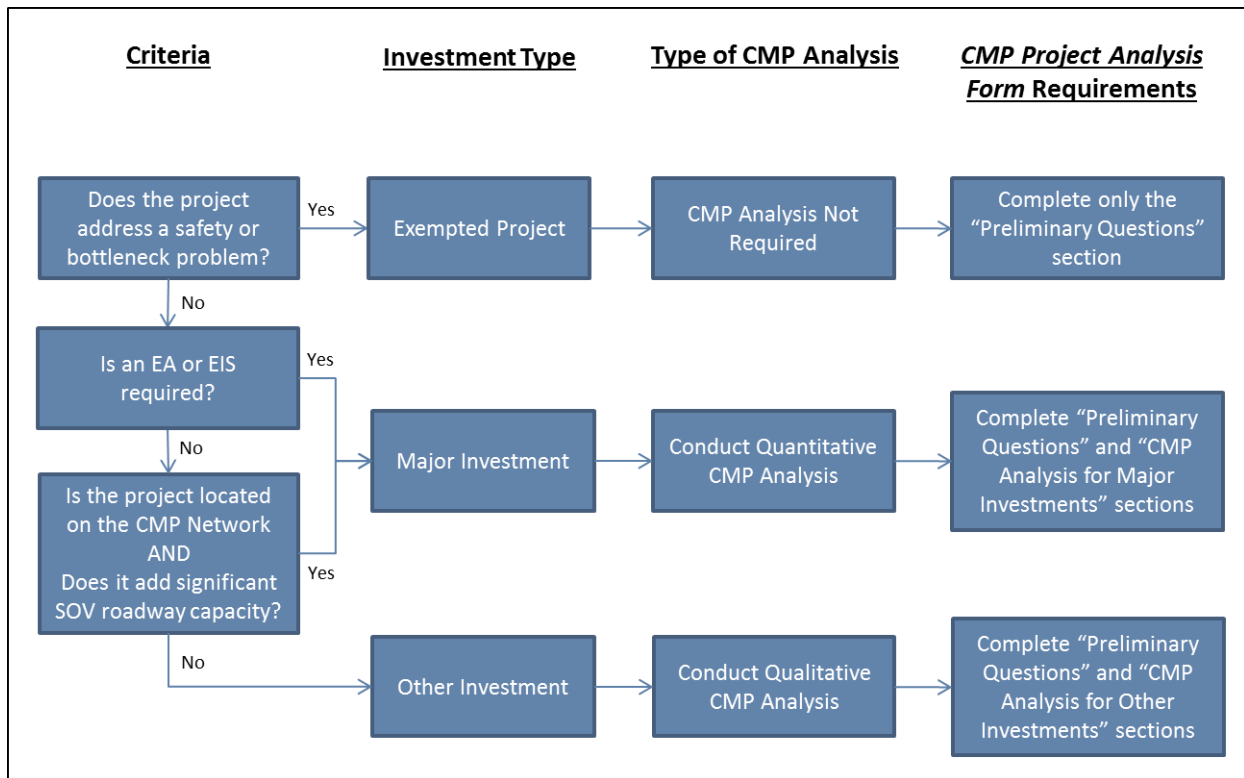 Criteria
Investment Type
Type of CMP Analysis
CMP Project Analysis
Form Requirements
Does the project
address a safety or
bottleneck problem?
Yes
Exempted Project
CMP Analysis Not
Required
Complete only the
“Preliminary Questions”
section
No
Is an EA or EIS
required?
Yes
No
Major Investment
Conduct Quantitative
CMP Analysis
Complete “Preliminary
Questions” and “CMP
Analysis for Major
Investments” sections
Is the project located
on the CMP Network
AND
Does it add significant
SOV roadway capacity?
Yes
No
Other Investment
Conduct Qualitative
CMP Analysis
Complete “Preliminary
Questions” and “CMP
Analysis for Other
Investments” sections